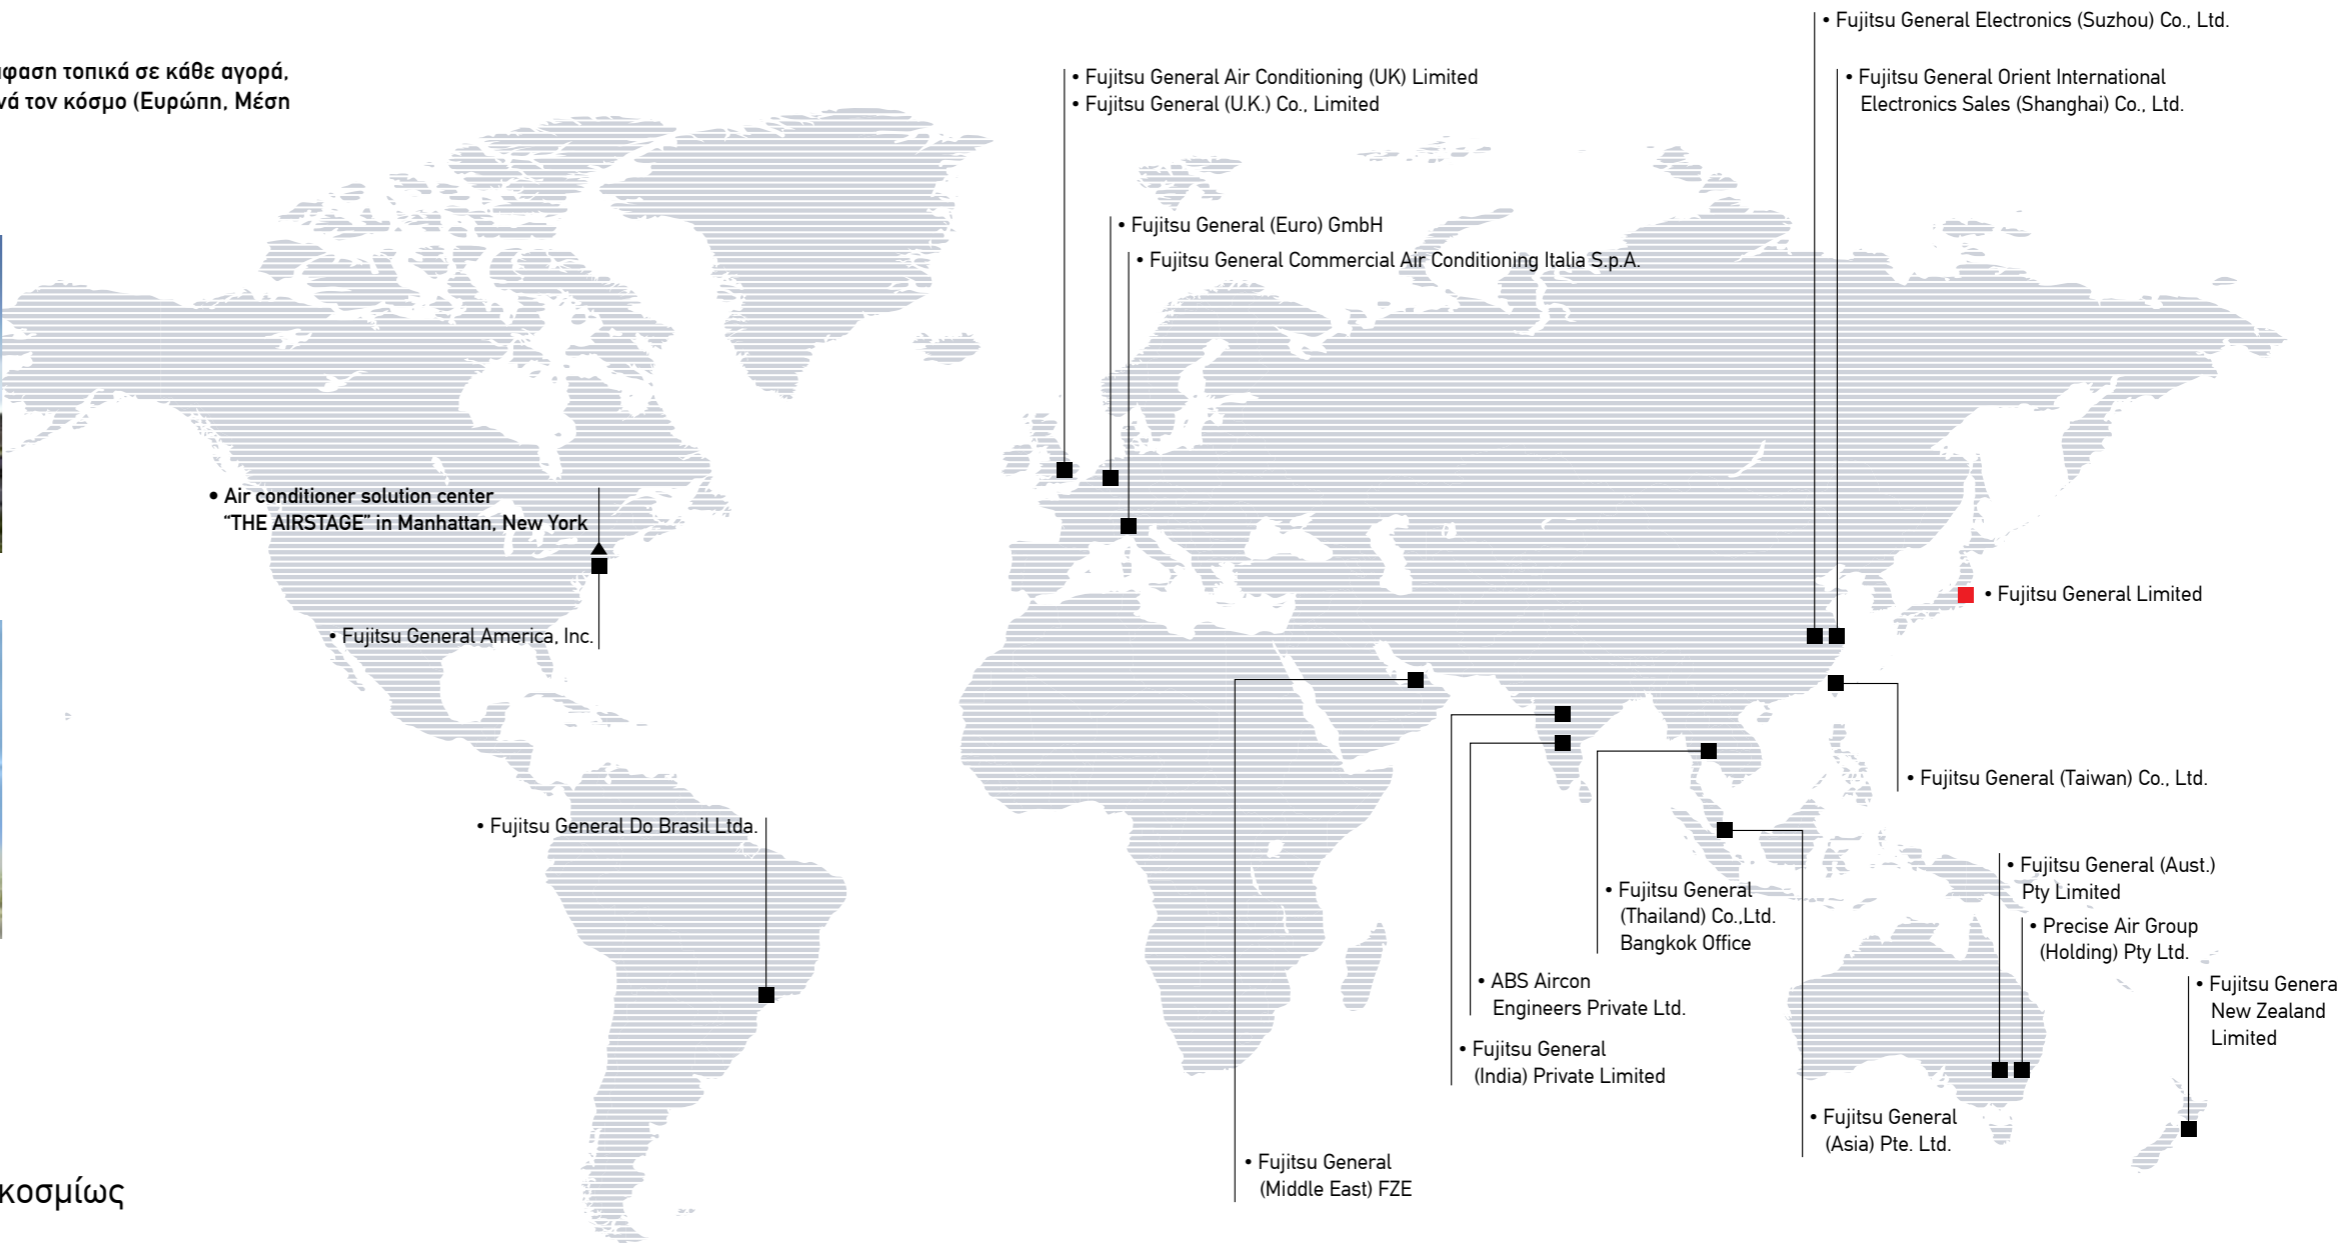 τοπικά σε κάθε αγορά,
τον κόσμο (Ευρώπη, Μέση
• Fujitsu General Electronics (Suzhou) Co., Ltd.
• Fujitsu General Air Conditioning (UK) Limited
• Fujitsu General (U.K.) Co., Limited
• Fujitsu General Orient International
Electronics Sales (Shanghai) Co., Ltd.
• Fujitsu General (Euro) GmbH
• Fujitsu General Commercial Air Conditioning Italia S.p.A.
• Air conditioner solution center
“THE AIRSTAGE” in Manhattan, New York
• Fujitsu General America, Inc.
• Fujitsu General Limited
• Fujitsu General (Taiwan) Co., Ltd.
• Fujitsu General Do Brasil Ltda.
• Fujitsu General (Aust.)
Pty Limited
• Fujitsu General
(Thailand) Co.,Ltd.
Bangkok Office
• Precise Air Group
(Holding) Pty Ltd.
• ABS Aircon
Engineers Private Ltd.
• Fujitsu Genera
New Zealand
Limited
• Fujitsu General
(India) Private Limited
• Fujitsu General
(Asia) Pte. Ltd.
• Fujitsu General
(Middle East) FZE
κοσμίως